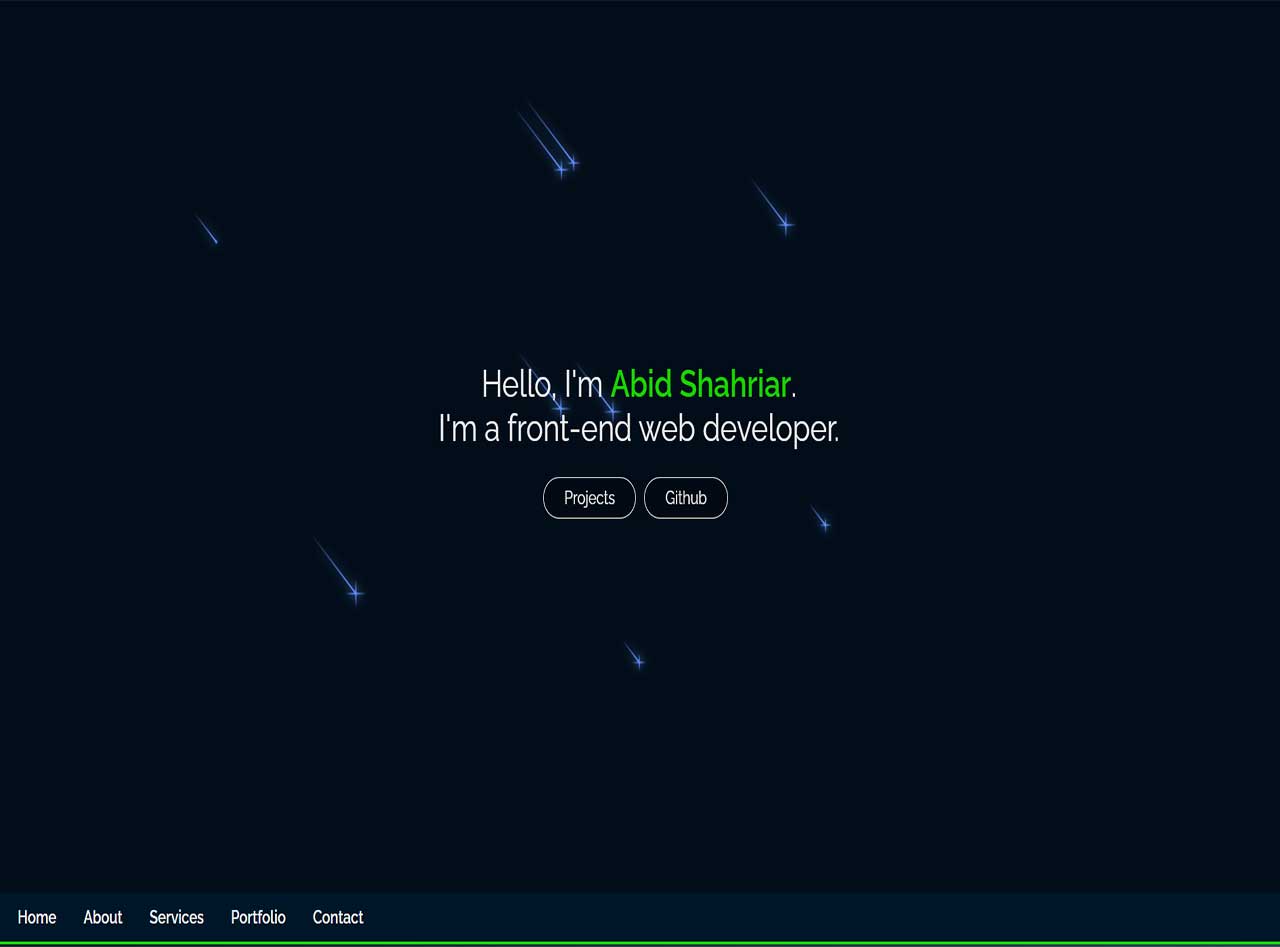 Hello, I'm Abid Shahriar.
I'm a front-end web developer.
Projects Github
Home About Services Portfolio Contact